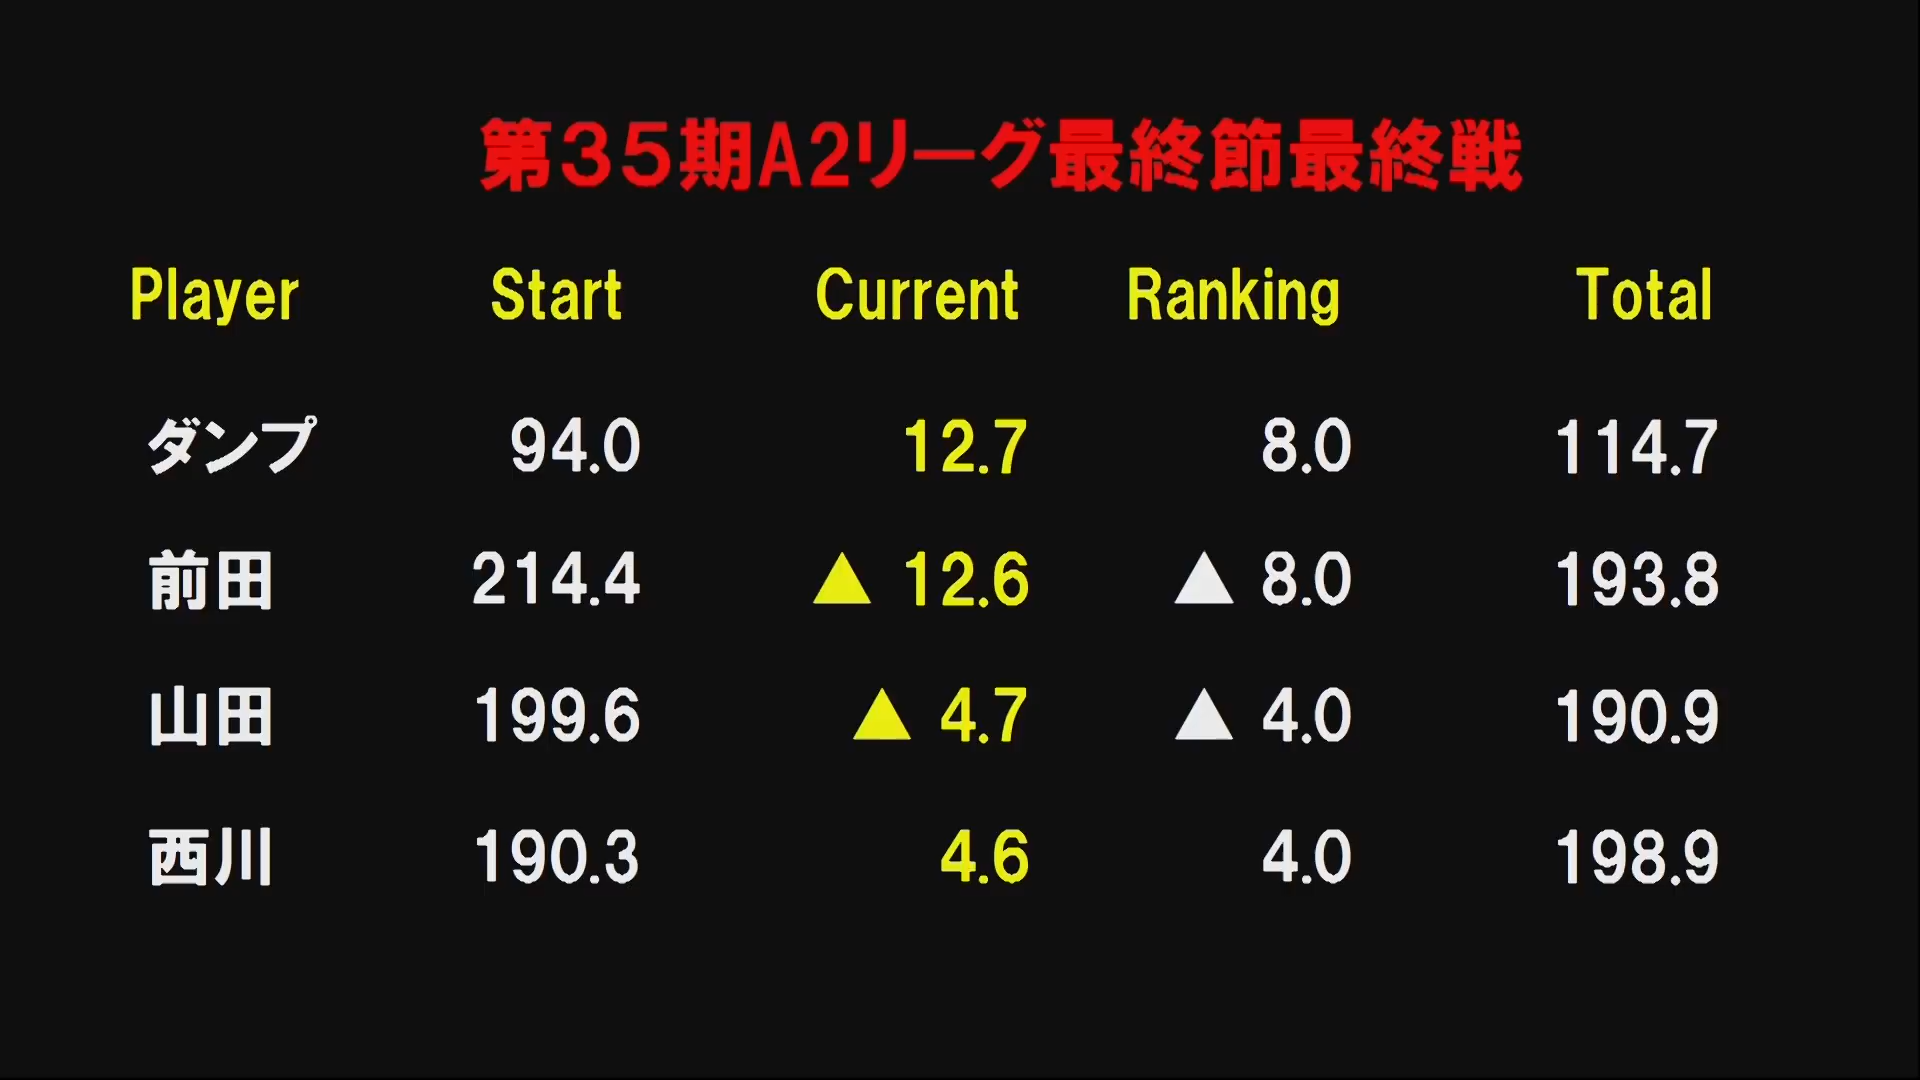 第３５期A2リーグ最終節最終戦
Player Start Current Ranking Total
ダンプ 94.0 12.7 8.0 114.7
前田 214.4 ▲ 12.6 ▲ 8.0 193.8
山田 199.6 ▲ 4.7 ▲ 4.0 190.9
西川 190.3 4.6 4.0 198.9